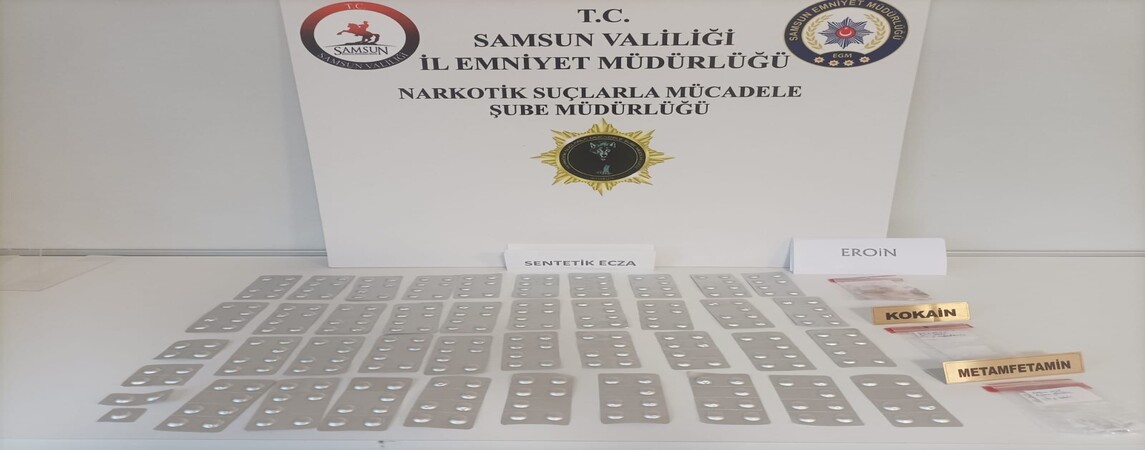 T.C.
SAMSUN
SAMSUN VALİLİĞİ
T.C.
SAMSUN VALİLİĞİ
İL EMNİYET MÜDÜRLÜĞÜ
NARKOTİK SUÇLARLA MÜCADELE
ŞUBE MÜDÜRLÜĞÜ
SAMSUN EMNİYET MÜDÜRLÜĞÜ
EGM
SENTETİK ECZA
EROİN
KOKAİN
METAMFETAMİN